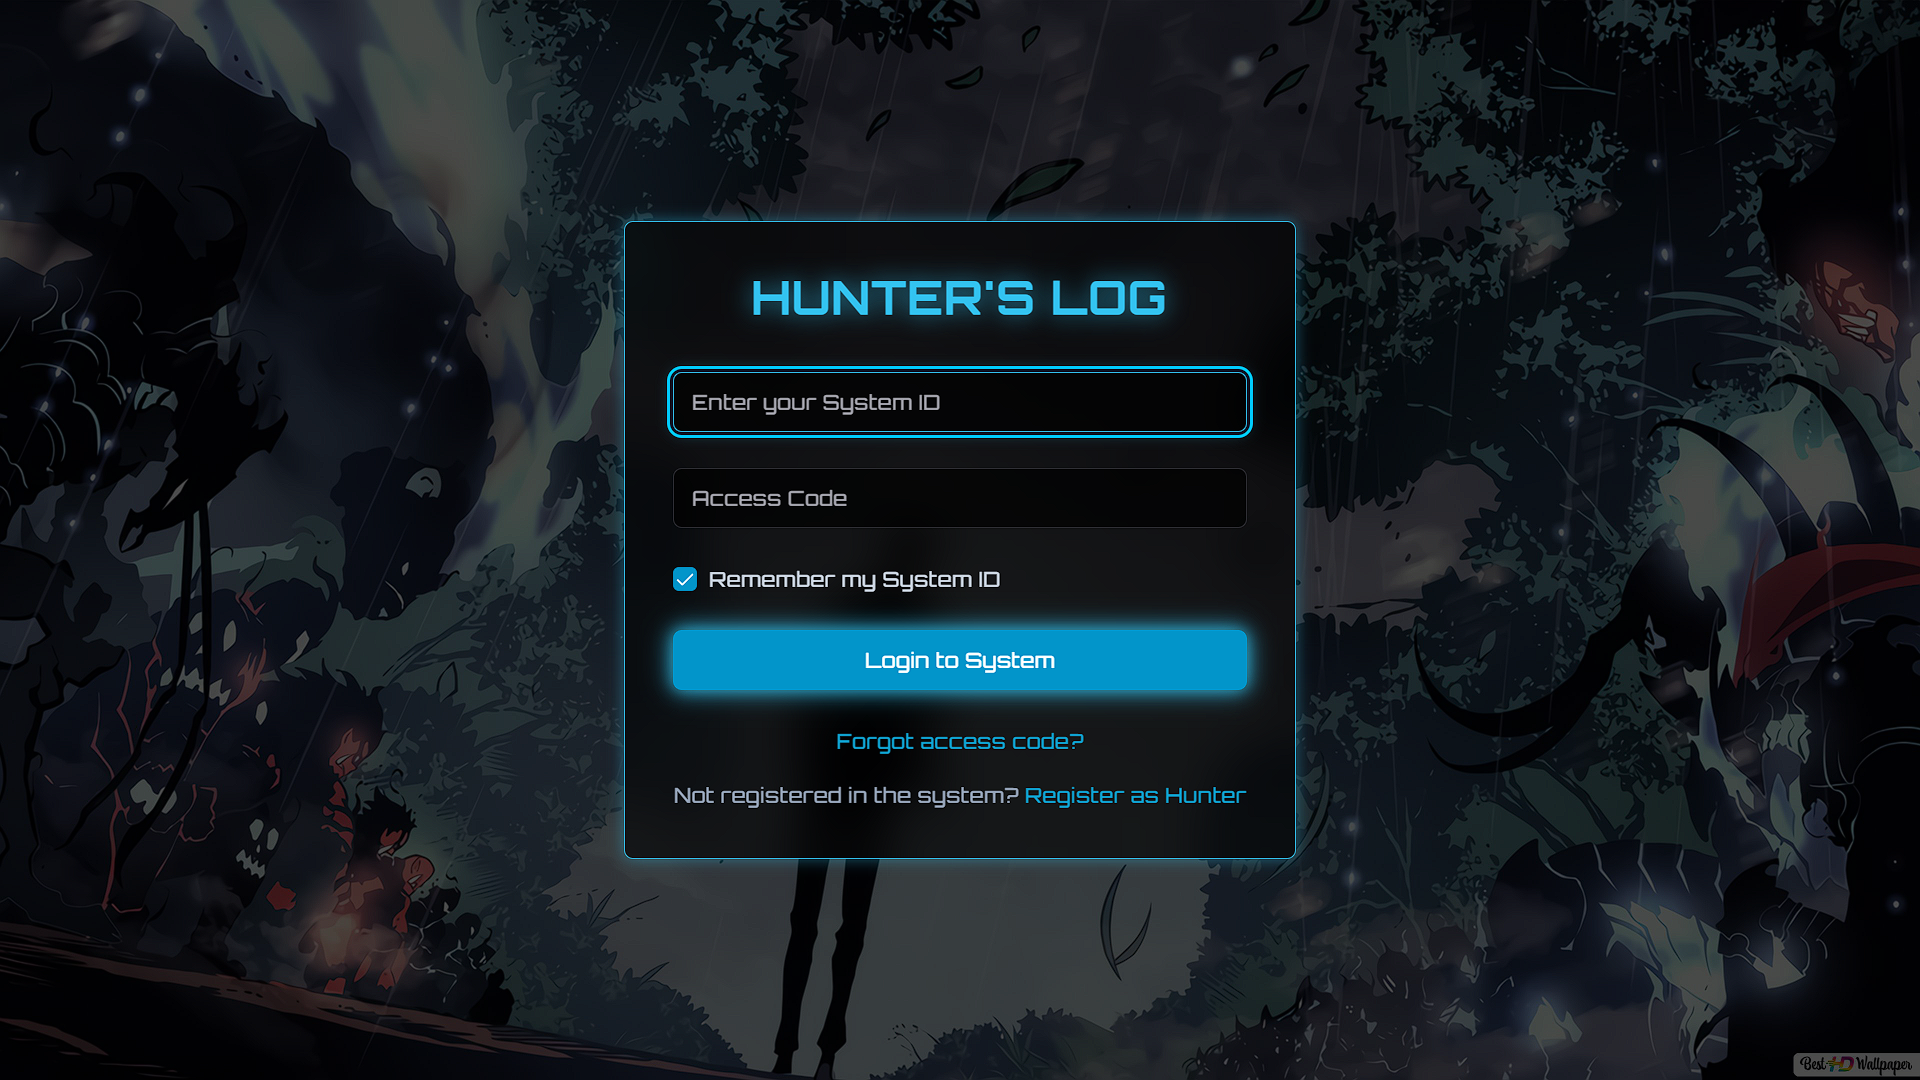 HUNTER'S LOG
Enter your System ID
Access Code
Remember my System ID
Login to System
Forgot access code?
Not registered in the system? Register as Hunter
Best HD Wallpaper